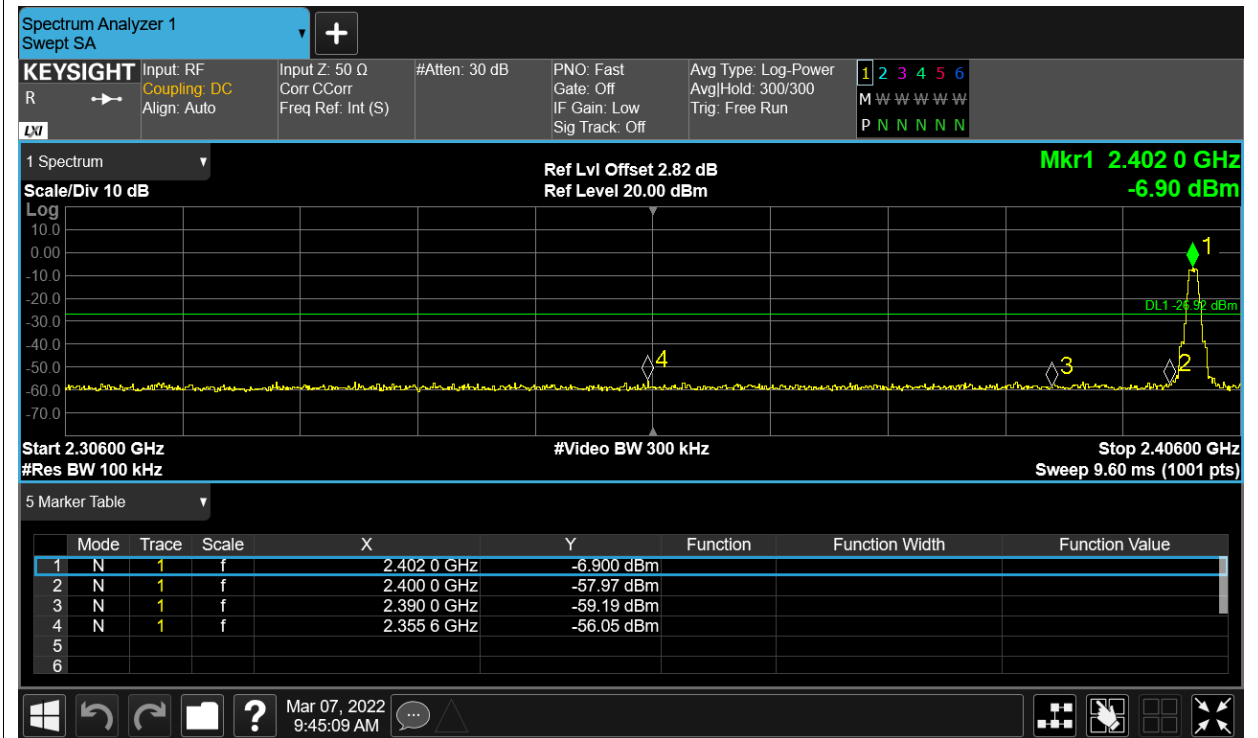 Spectrum Analyzer 1
Swept SA
+
KEYSIGHT Input: RF Input Z: 50 Ω #Atten: 30 dB PNO: Fast Avg Type: Log-Power 1 2 3 4 5 6
R Coupling: DC Corr CCorr Gate: Off Avg|Hold: 300/300 M W W W W W
Align: Auto Freq Ref: Int (S) IF Gain: Low Trig: Free Run P N N N N N
LXI Sig Track: Off
1 Spectrum
Ref Lvl Offset 2.82 dB Mkr1 2.402 0 GHz
Scale/Div 10 dB Ref Level 20.00 dBm -6.90 dBm
Log
10.0
0.00 1
-10.0
-20.0
DL1 -26.92 dBm
-30.0
-40.0
4
-50.0 3 2
-60.0
-70.0
Start 2.30600 GHz #Video BW 300 kHz Stop 2.40600 GHz
#Res BW 100 kHz Sweep 9.60 ms (1001 pts)
5 Marker Table
Mode Trace Scale X Y Function Function Width Function Value
1 N 1 f 2.402 0 GHz -6.900 dBm
2 N 1 f 2.400 0 GHz -57.97 dBm
3 N 1 f 2.390 0 GHz -59.19 dBm
4 N 1 f 2.355 6 GHz -56.05 dBm
5
6
? Mar 07, 2022
9:45:09 AM